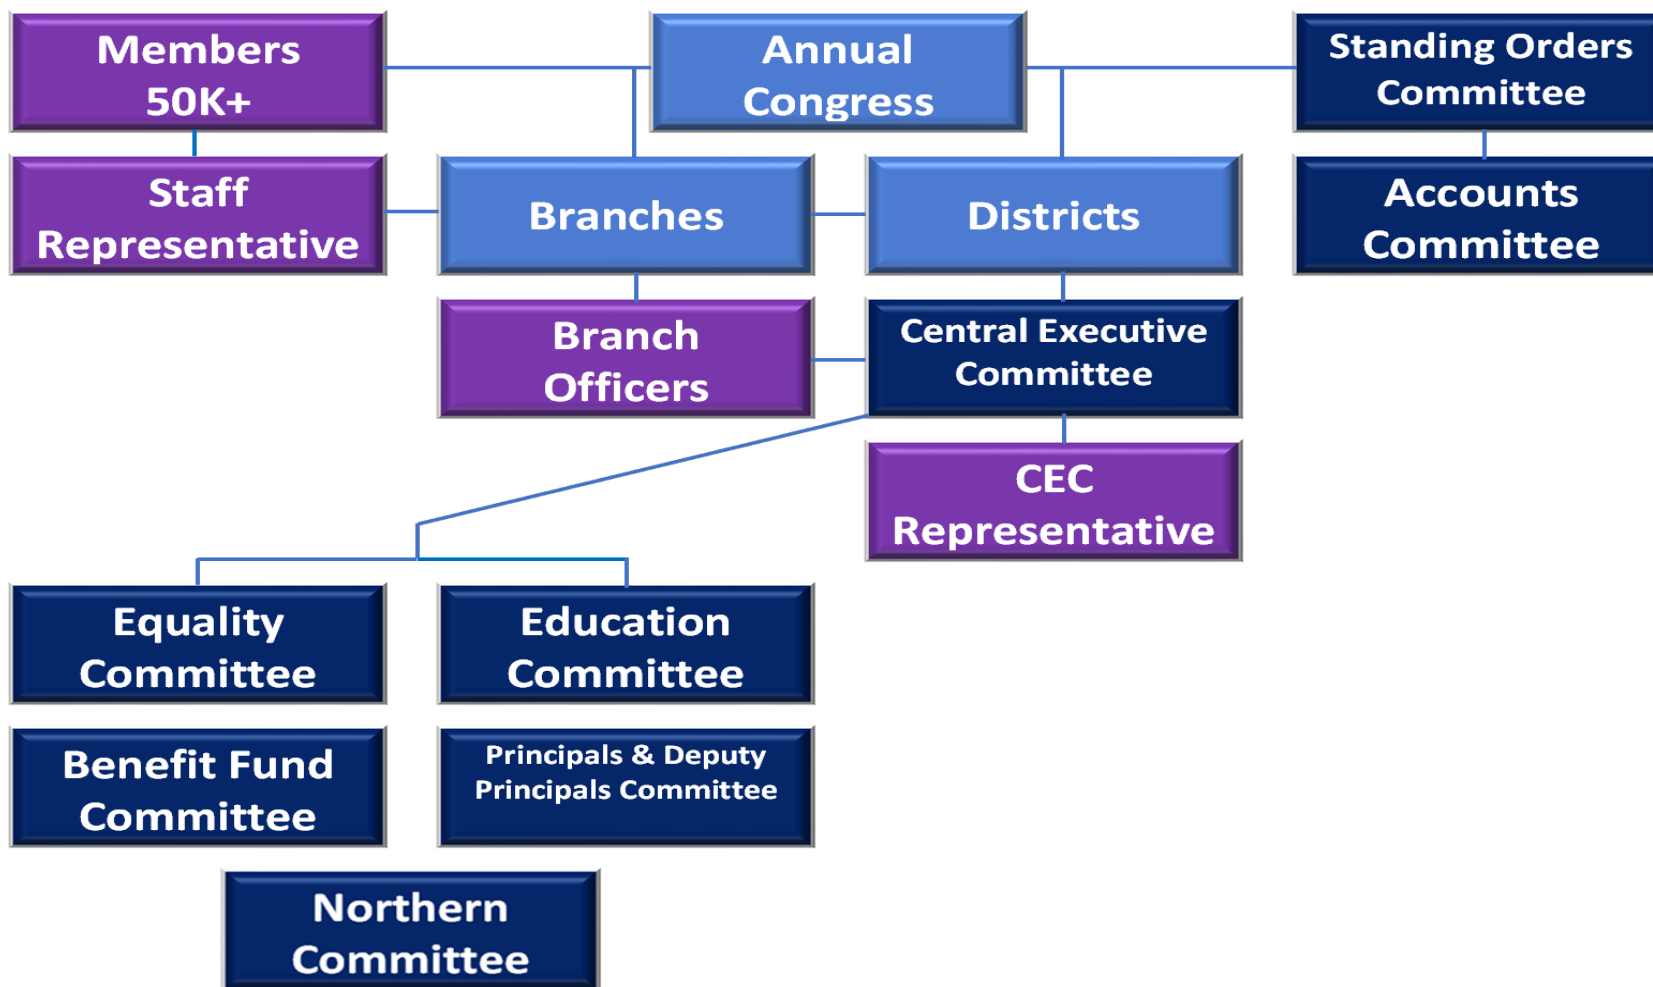 Members
50K+
Annual
Congress
Standing Orders
Committee
Staff
Representative
Branches
Districts
Accounts
Committee
Branch
Officers
Central Executive
Committee
CEC
Representative
Equality
Committee
Education
Committee
Benefit Fund
Committee
Principals & Deputy
Principals Committee
Northern
Committee